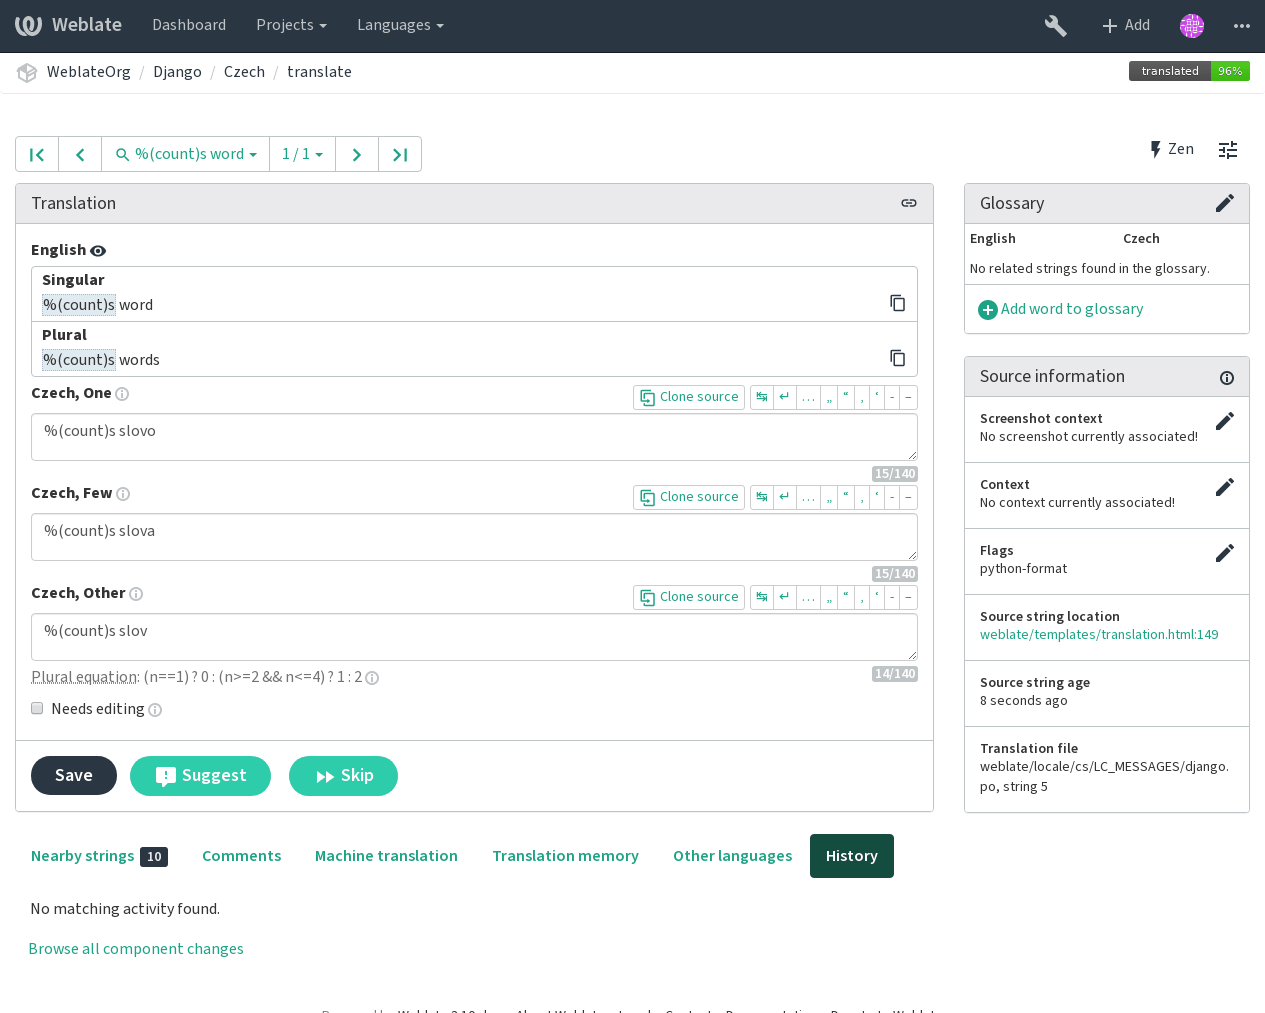 Weblate Dashboard Projects Languages Add
WeblateOrg / Django / Czech / translate
translated 96%
%(count)s word 1 / 1
Zen
Translation
English
Singular
%(count)s word
Plural
%(count)s words
Czech, One
Clone source ↹ ↵ … „ “ ‚ ‘ - –
%(count)s slovo
15/140
Czech, Few
Clone source ↹ ↵ … „ “ ‚ ‘ - –
%(count)s slova
15/140
Czech, Other
Clone source ↹ ↵ … „ “ ‚ ‘ - –
%(count)s slov
14/140
Plural equation: (n==1) ? 0 : (n>=2 && n<=4) ? 1 : 2
Needs editing
Save Suggest Skip
Glossary
English Czech
No related strings found in the glossary.
Add word to glossary
Source information
Screenshot context
No screenshot currently associated!
Context
No context currently associated!
Flags
python-format
Source string location
weblate/templates/translation.html:149
Source string age
8 seconds ago
Translation file
weblate/locale/cs/LC_MESSAGES/django.
po, string 5
Nearby strings 10 Comments Machine translation Translation memory Other languages History
No matching activity found.
Browse all component changes